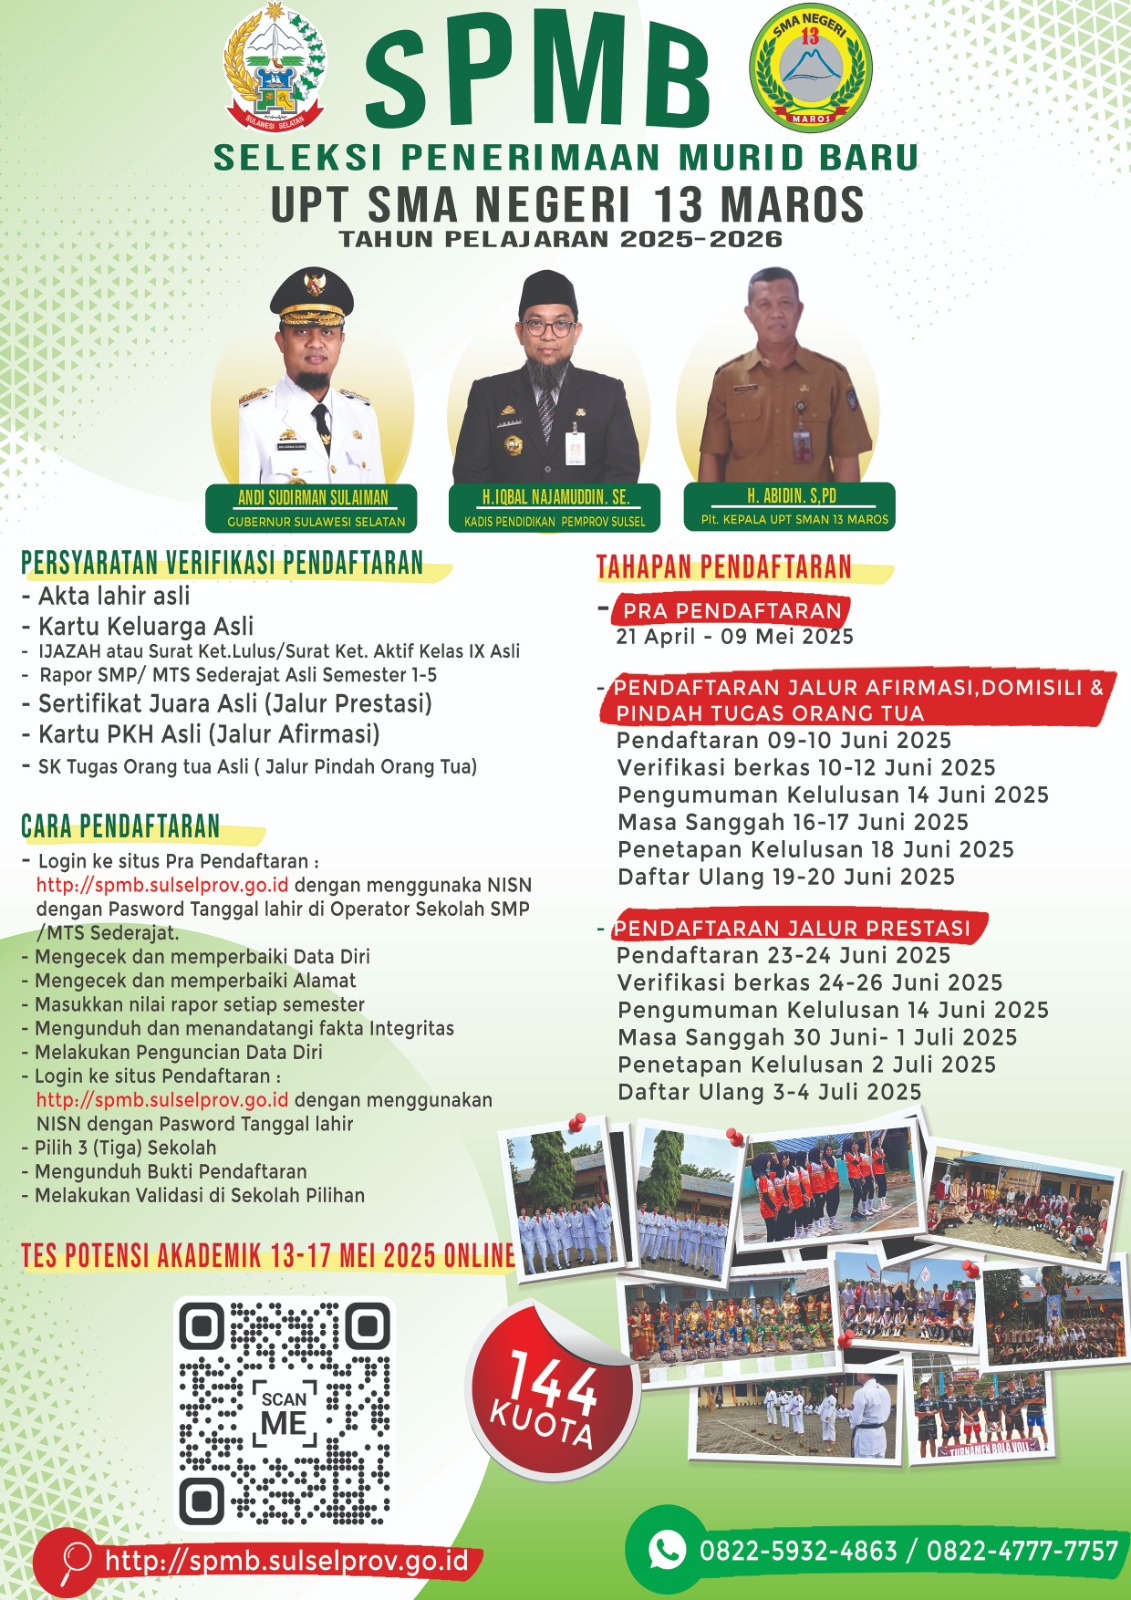 SULAWESI SELATAN
SPMB
SMA NEGERI
13
MAROS
SELEKSI PENERIMAAN MURID BARU
UPT SMA NEGERI 13 MAROS
TAHUN PELAJARAN 2025-2026
ANDI SUDIRMAN SULAIMAN
GUBERNUR SULAWESI SELATAN
H.IQBAL NAJAMUDDIN. SE.
KADIS PENDIDIKAN PEMPROV SULSEL
H. ABIDIN. S,PD
Plt. KEPALA UPT SMAN 13 MAROS
PERSYARATAN VERIFIKASI PENDAFTARAN
- Akta lahir asli
- Kartu Keluarga Asli
- IJAZAH atau Surat Ket.Lulus/Surat Ket. Aktif Kelas IX Asli
- Rapor SMP/ MTS Sederajat Asli Semester 1-5
- Sertifikat Juara Asli (Jalur Prestasi)
- Kartu PKH Asli (Jalur Afirmasi)
- SK Tugas Orang tua Asli ( Jalur Pindah Orang Tua)
CARA PENDAFTARAN
- Login ke situs Pra Pendaftaran :
http://spmb.sulselprov.go.id dengan menggunaka NISN
dengan Pasword Tanggal lahir di Operator Sekolah SMP
/MTS Sederajat.
- Mengecek dan memperbaiki Data Diri
- Mengecek dan memperbaiki Alamat
- Masukkan nilai rapor setiap semester
- Mengunduh dan menandatangi fakta Integritas
- Melakukan Penguncian Data Diri
- Login ke situs Pendaftaran :
http://spmb.sulselprov.go.id dengan menggunakan
NISN dengan Pasword Tanggal lahir
- Pilih 3 (Tiga) Sekolah
- Mengunduh Bukti Pendaftaran
- Melakukan Validasi di Sekolah Pilihan
TES POTENSI AKADEMIK 13-17 MEI 2025 ONLINE
SCAN
ME
http://spmb.sulselprov.go.id
TAHAPAN PENDAFTARAN
- PRA PENDAFTARAN
21 April - 09 Mei 2025
- PENDAFTARAN JALUR AFIRMASI,DOMISILI &
PINDAH TUGAS ORANG TUA
Pendaftaran 09-10 Juni 2025
Verifikasi berkas 10-12 Juni 2025
Pengumuman Kelulusan 14 Juni 2025
Masa Sanggah 16-17 Juni 2025
Penetapan Kelulusan 18 Juni 2025
Daftar Ulang 19-20 Juni 2025
- PENDAFTARAN JALUR PRESTASI
Pendaftaran 23-24 Juni 2025
Verifikasi berkas 24-26 Juni 2025
Pengumuman Kelulusan 14 Juni 2025
Masa Sanggah 30 Juni- 1 Juli 2025
Penetapan Kelulusan 2 Juli 2025
Daftar Ulang 3-4 Juli 2025
144
KUOTA
TURNAMEN BOLA VOLI
0822-5932-4863 / 0822-4777-7757